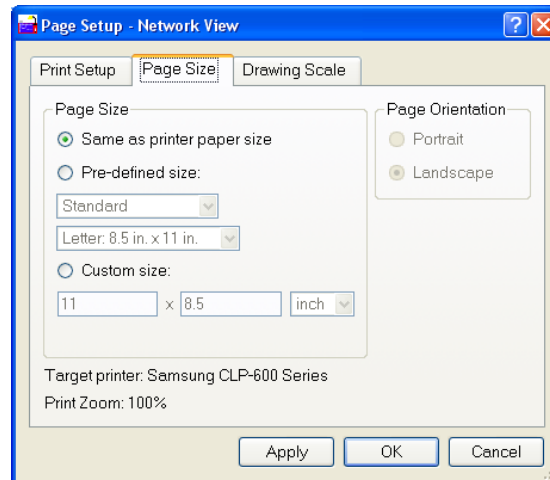 Page Setup - Network View
Print Setup Page Size Drawing Scale
Page Size
Same as printer paper size
Pre-defined size:
Standard
Letter: 8.5 in. x 11 in.
Custom size:
11 x 8.5 inch
Page Orientation
Portrait
Landscape
Target printer: Samsung CLP-600 Series
Print Zoom: 100%
Apply OK Cancel